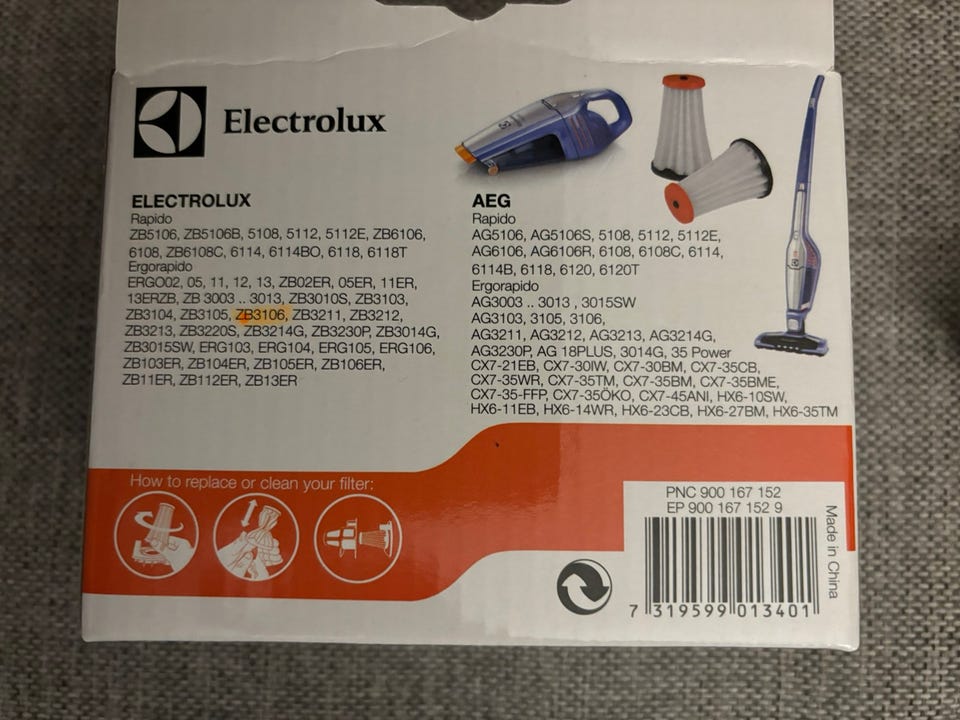 Electrolux
ELECTROLUX
Rapido
ZB5106, ZB5106B, 5108, 5112, 5112E, ZB6106,
6108, ZB6108C, 6114, 6114BO, 6118, 6118T
Ergorapido
ERGO02, 05, 11, 12, 13, ZB02ER, 05ER, 11ER,
13ERZB, ZB 3003 .. 3013, ZB3010S, ZB3103,
ZB3104, ZB3105, ZB3106, ZB3211, ZB3212,
ZB3213, ZB3220S, ZB3214G, ZB3230P, ZB3014G,
ZB3015SW, ERG103, ERG104, ERG105, ERG106,
ZB103ER, ZB104ER, ZB105ER, ZB106ER,
ZB11ER, ZB112ER, ZB13ER
AEG
Rapido
AG5106, AG5106S, 5108, 5112, 5112E,
AG6106, AG6106R, 6108, 6108C, 6114,
6114B, 6118, 6120, 6120T
Ergorapido
AG3003 .. 3013 , 3015SW
AG3103, 3105, 3106,
AG3211, AG3212, AG3213, AG3214G,
AG3230P, AG 18PLUS, 3014G, 35 Power
CX7-21EB, CX7-30IW, CX7-30BM, CX7-35CB,
CX7-35WR, CX7-35TM, CX7-35BM, CX7-35BME,
CX7-35-FFP, CX7-35ÖKO, CX7-45ANI, HX6-10SW,
HX6-11EB, HX6-14WR, HX6-23CB, HX6-27BM, HX6-35TM
How to replace or clean your filter:
PNC 900 167 152
EP 900 167 152 9
7 319599 013401
Made in China